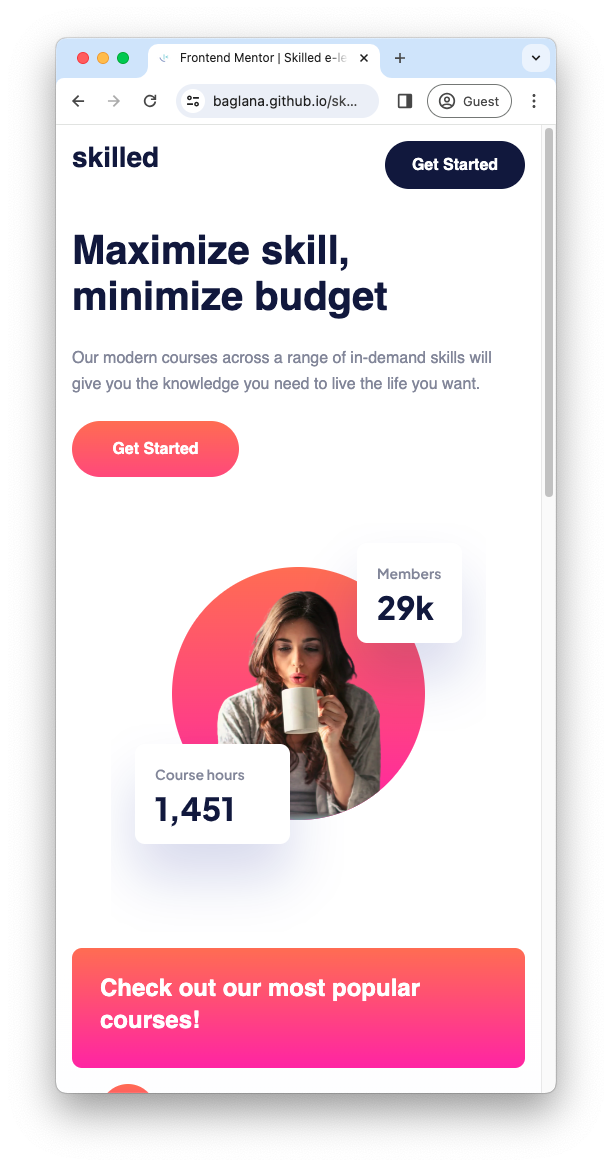 Frontend Mentor | Skilled e-le
baglana.github.io/sk...
Guest
skilled
Get Started
Maximize skill,
minimize budget
Our modern courses across a range of in-demand skills will
give you the knowledge you need to live the life you want.
Get Started
Members
29k
Course hours
1,451
Check out our most popular
courses!